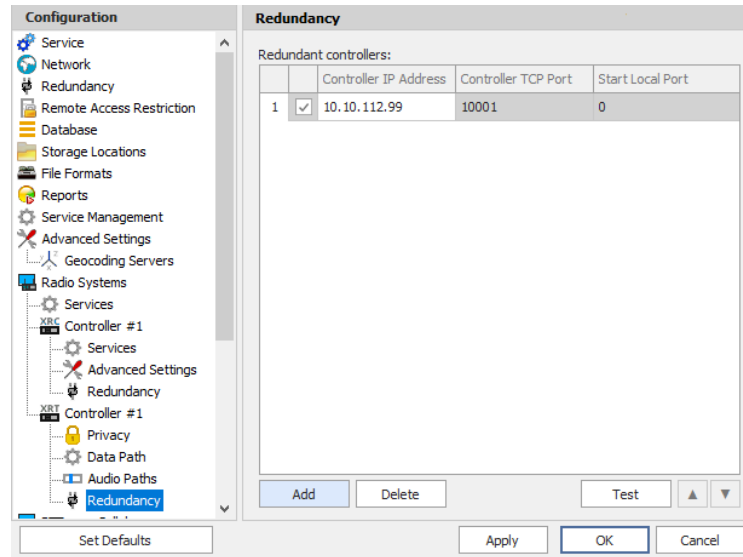 Configuration
Service
Network
Redundancy
Remote Access Restriction
Database
Storage Locations
File Formats
Reports
Service Management
Advanced Settings
Geocoding Servers
Radio Systems
Services
XRC Controller #1
Services
Advanced Settings
Redundancy
XRT Controller #1
Privacy
Data Path
Audio Paths
Redundancy
Set Defaults
Redundancy
Redundant controllers:
Controller IP Address Controller TCP Port Start Local Port
1 10.10.112.99 10001 0
Add Delete Test
Apply OK Cancel